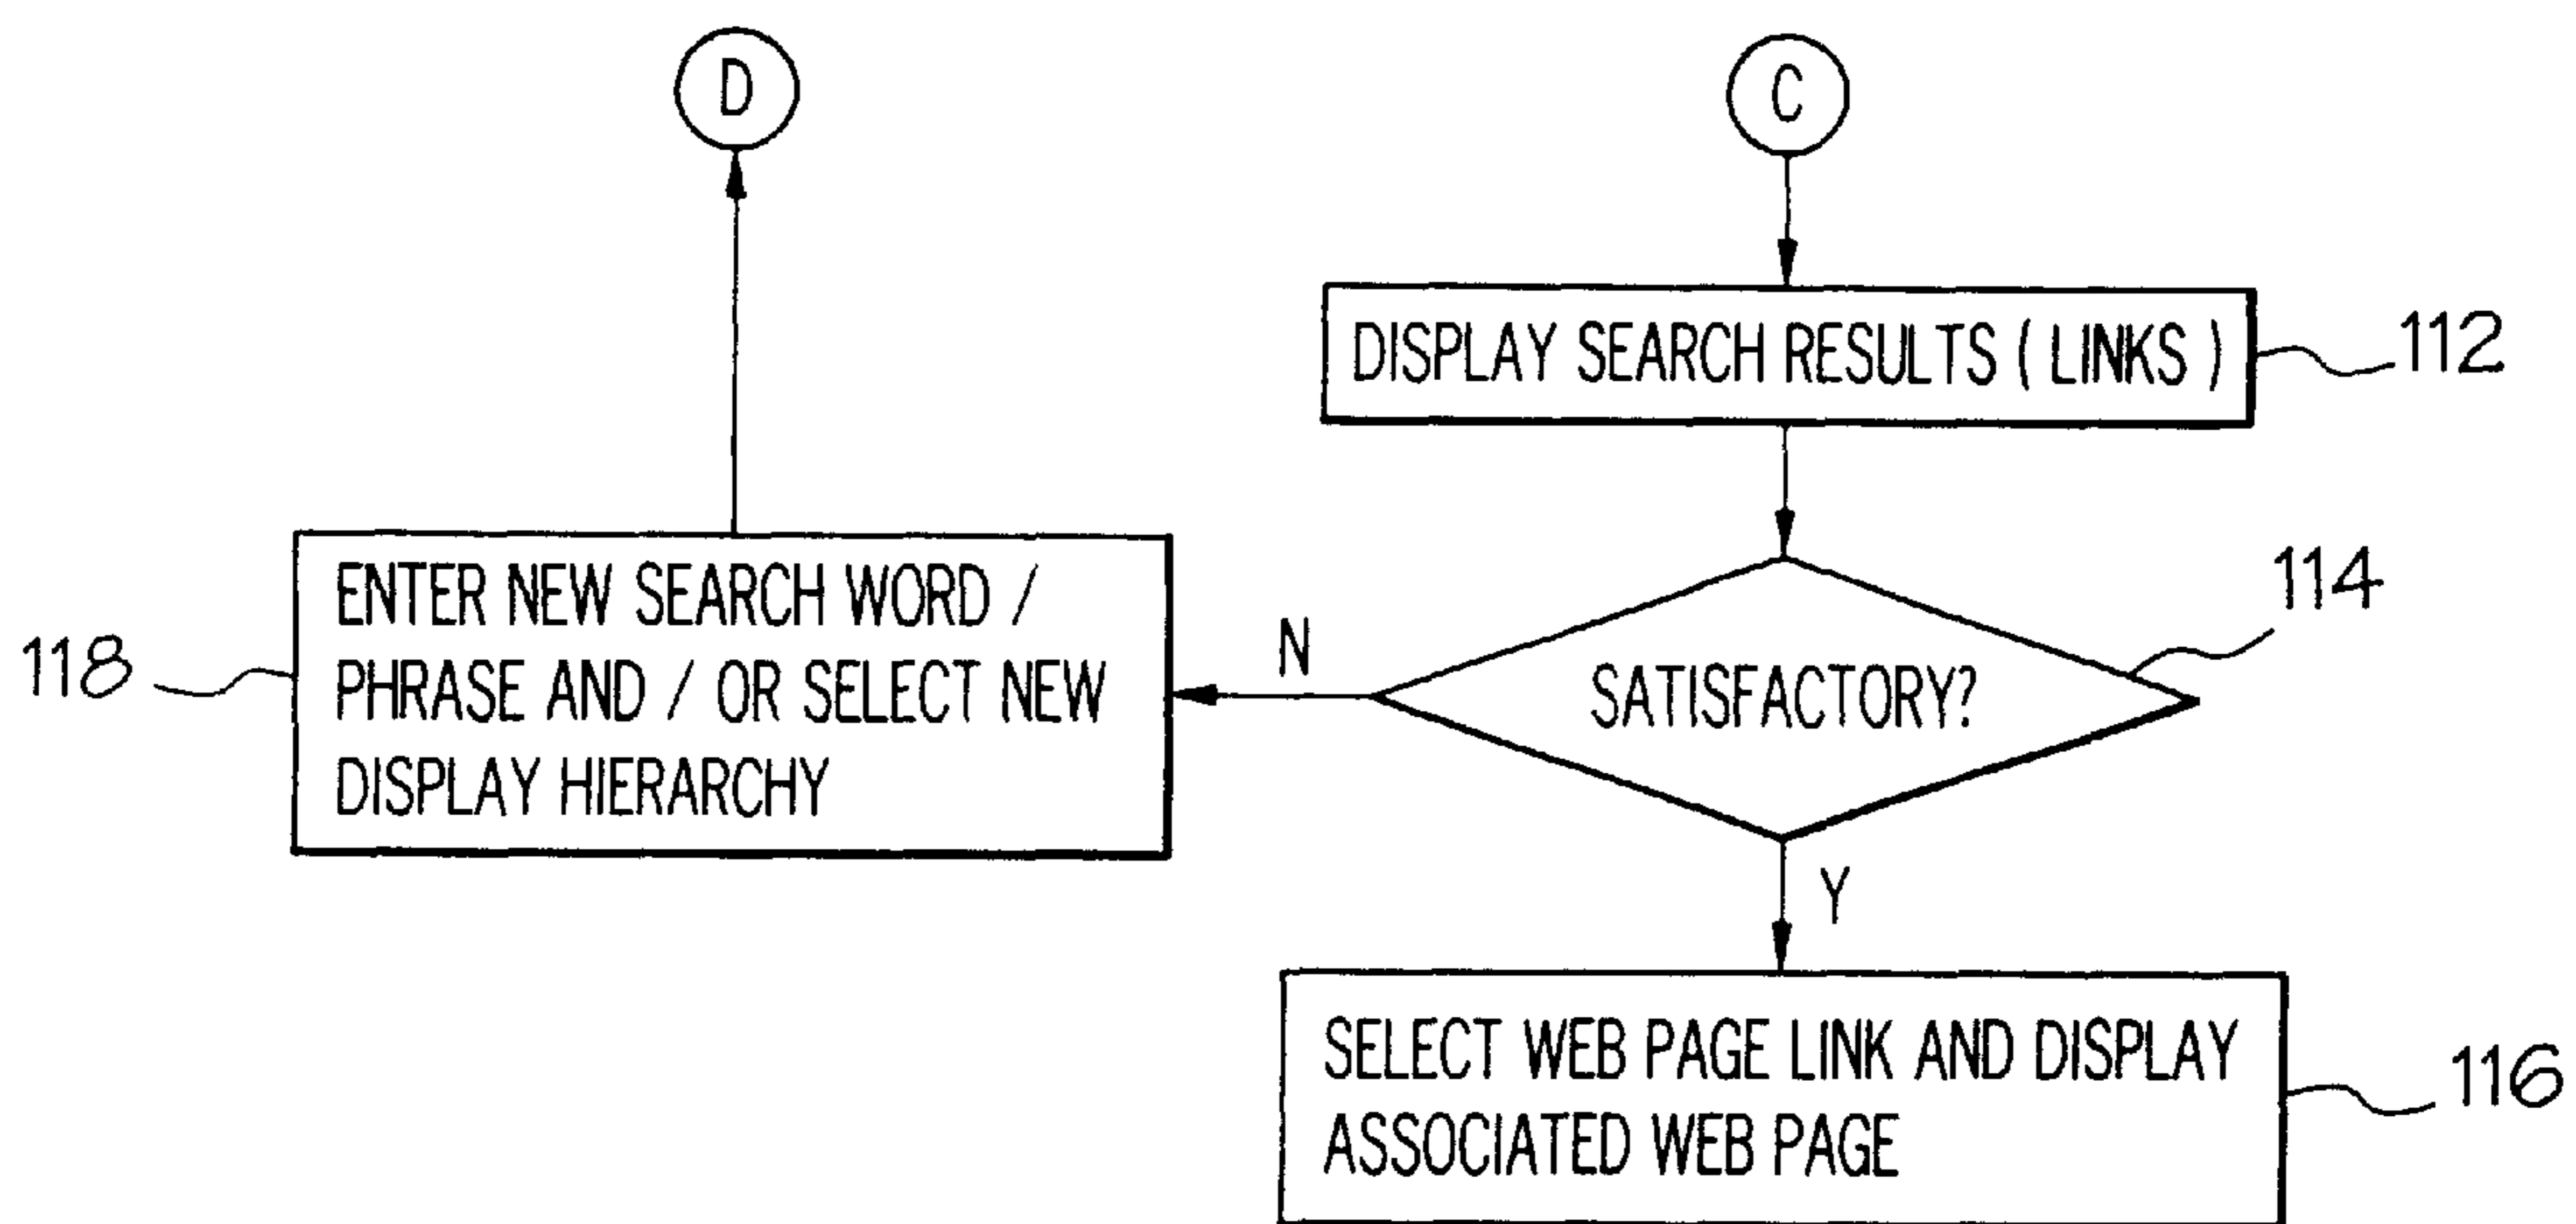 D
C
DISPLAY SEARCH RESULTS ( LINKS )
112
ENTER NEW SEARCH WORD /
PHRASE AND / OR SELECT NEW
DISPLAY HIERARCHY
118
N
SATISFACTORY?
114
Y
SELECT WEB PAGE LINK AND DISPLAY
ASSOCIATED WEB PAGE
116